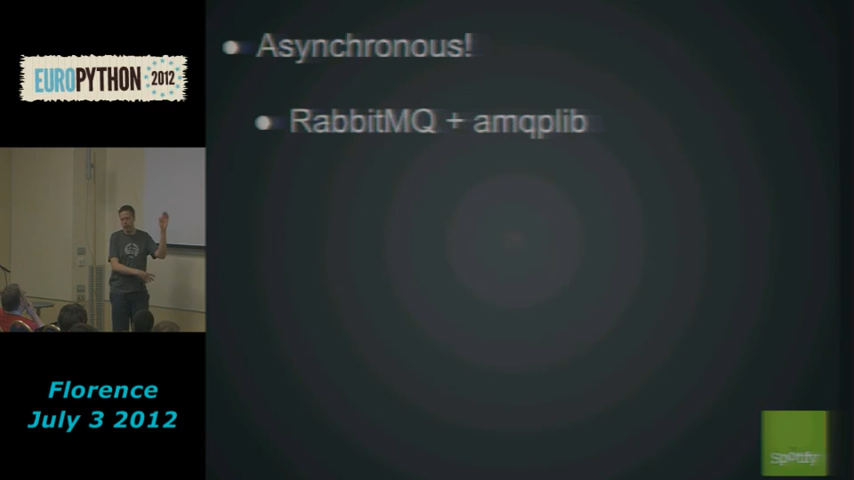 EUROPYTHON 2012
Asynchronous!
RabbitMQ + amqplib
Florence
July 3 2012
Spotify